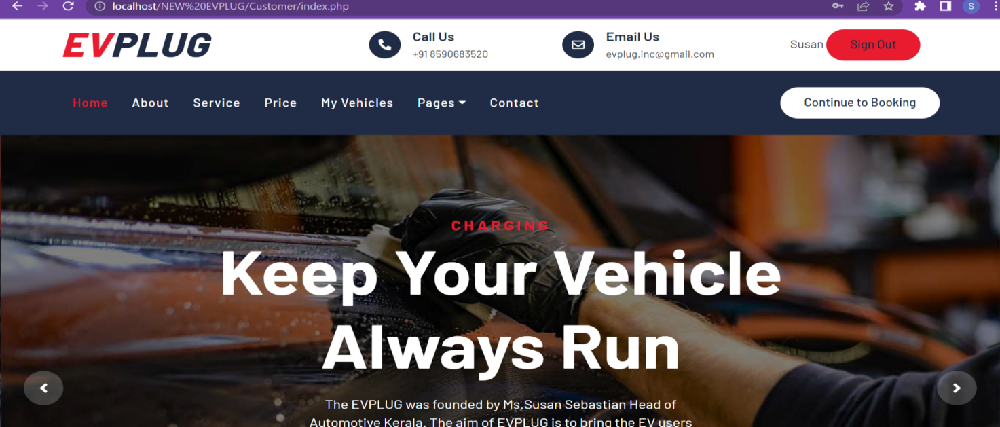 localhost/NEW%20EVPLUG/Customer/index.php
S
EVPLUG
Call Us
+91 8590683520
Email Us
evplug.inc@gmail.com
Susan
Sign Out
Home About Service Price My Vehicles Pages Contact
Continue to Booking
CHARGING
Keep Your Vehicle
Always Run
The EVPLUG was founded by Ms.Susan Sebastian Head of
Automotive Kerala. The aim of EVPLUG is to bring the EV users